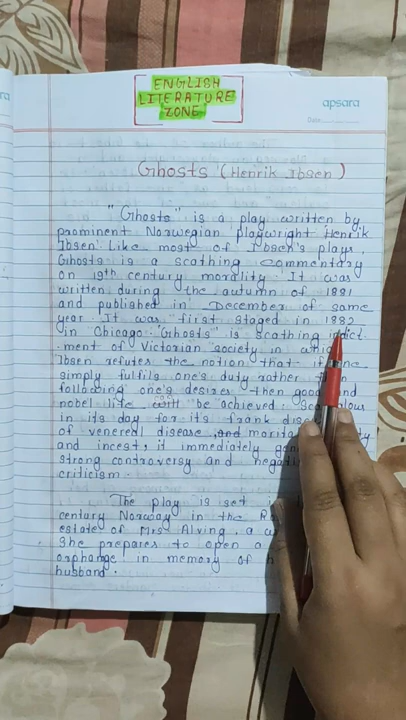 ENGLISH
LITERATURE
ZONE
apsara
Date:
Ghosts (Henrik Ibsen)
"Ghosts" is a play written by
prominent Norwegian playwright Henrik
Ibsen. Like most of Ibsen's plays,
Ghosts is a scathing commentary
on 19th century morality. It was
written during the autumn of 1881
and published in December of same
year. It was first staged in 1882
in Chicago. "Ghosts" is scathing indict-
ment of Victorian society in which
Ibsen refutes the notion that if one
simply fulfils one's duty rather
following one's desires then good and
nobel life will be achieved.
in its day for its frank
of venereal disease, and
and incest, it immediately
strong controversy and
criticism.
The play is set
century Norway in the
estate of Mrs Alving, a
She prepares to open a
orphange in memory of
husband.